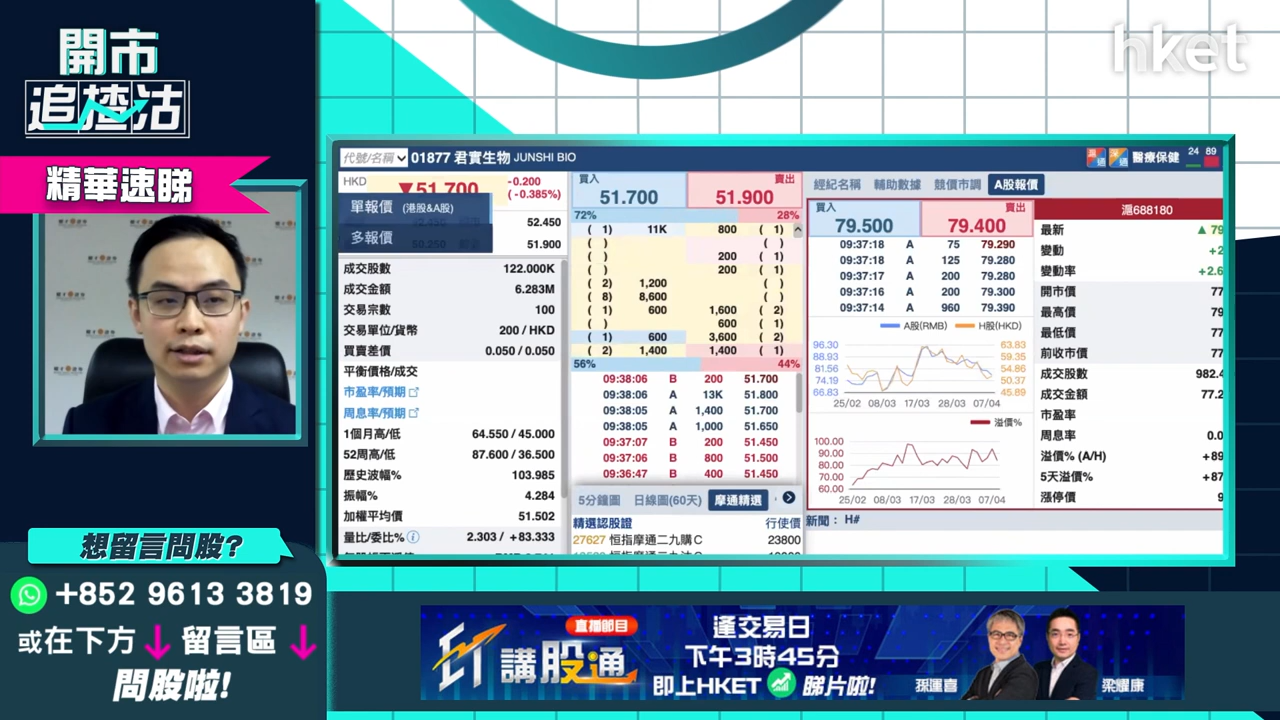 開市
追揸沽
精華速睇
hket
代號/名稱
01877 君實生物 JUNSHI BIO
醫療保健
24 89
HKD
▼51.700
-0.200
(-0.385%)
單報價 (港股&A股)
多報價
52.450
51.900
成交股數 122.000K
成交金額 6.283M
交易宗數 100
交易單位/貨幣 200 / HKD
買賣差價 0.050 / 0.050
平衡價格/成交
市盈率/預期
周息率/預期
1個月高/低 64.550 / 45.000
52周高/低 87.600 / 36.500
歷史波幅% 103.985
振幅% 4.284
加權平均價 51.502
量比/委比% 2.303 / +83.333
買入 51.700
賣出 51.900
72% 28%
( 1) 11K 800 ( 1)
( ) ( )
( ) 200 ( 1)
( ) 200 ( 1)
( 2) 1,200 ( )
( 8) 8,600 ( )
( 1) 600 1,600 ( 2)
( ) 600 ( 1)
( 1) 600 3,600 ( 2)
( 2) 1,400 1,400 ( 1)
56% 44%
09:38:06 B 200 51.700
09:38:06 A 13K 51.800
09:38:05 A 1,400 51.700
09:38:05 A 1,000 51.650
09:37:07 B 200 51.450
09:37:06 B 800 51.500
09:36:47 B 400 51.450
5分鐘圖 日線圖(60天) 摩通精選
精選認股證 行使價
27627 恒指摩通二九購C 23800
經紀名稱 輔助數據 競價市調 A股報價
買入 79.500
賣出 79.400
09:37:18 A 75 79.290
09:37:18 A 125 79.280
09:37:17 A 200 79.280
09:37:16 A 200 79.300
09:37:14 A 960 79.390
A股(RMB) H股(HKD)
96.30 63.83
88.93 59.35
81.56 54.86
74.19 50.37
66.83 45.89
25/02 08/03 17/03 28/03 07/04
溢價%
100.00
90.00
80.00
70.00
60.00
25/02 08/03 17/03 28/03 07/04
新聞: H#
滬688180
最新 ▲ 79
變動 +2
變動率 +2.6
開市價 77
最高價 79
最低價 77
前收市價 77
成交股數 982.4
成交金額 77.2
市盈率
周息率 0.0
溢價% (A/H) +89
5天溢價% +87
漲停價 9
想留言問股?
+852 9613 3819
或在下方↓留言區↓
問股啦!
ET講股通
直播節目
逢交易日
下午3時45分
即上HKET 睇片啦!
孫運喜
梁耀康